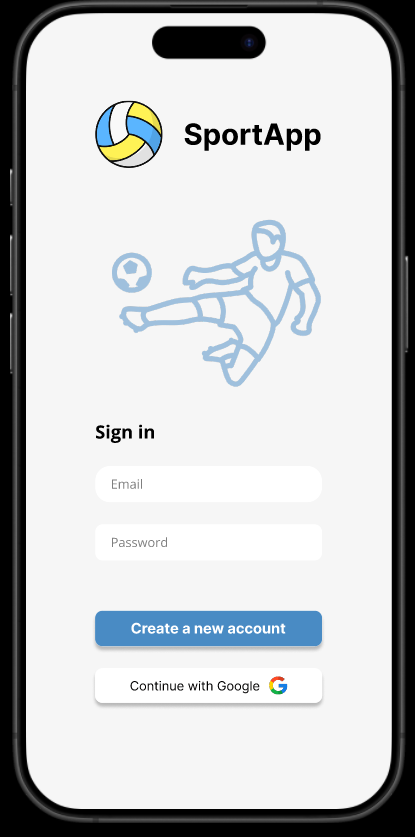 SportApp
Sign in
Email
Password
Create a new account
Continue with Google